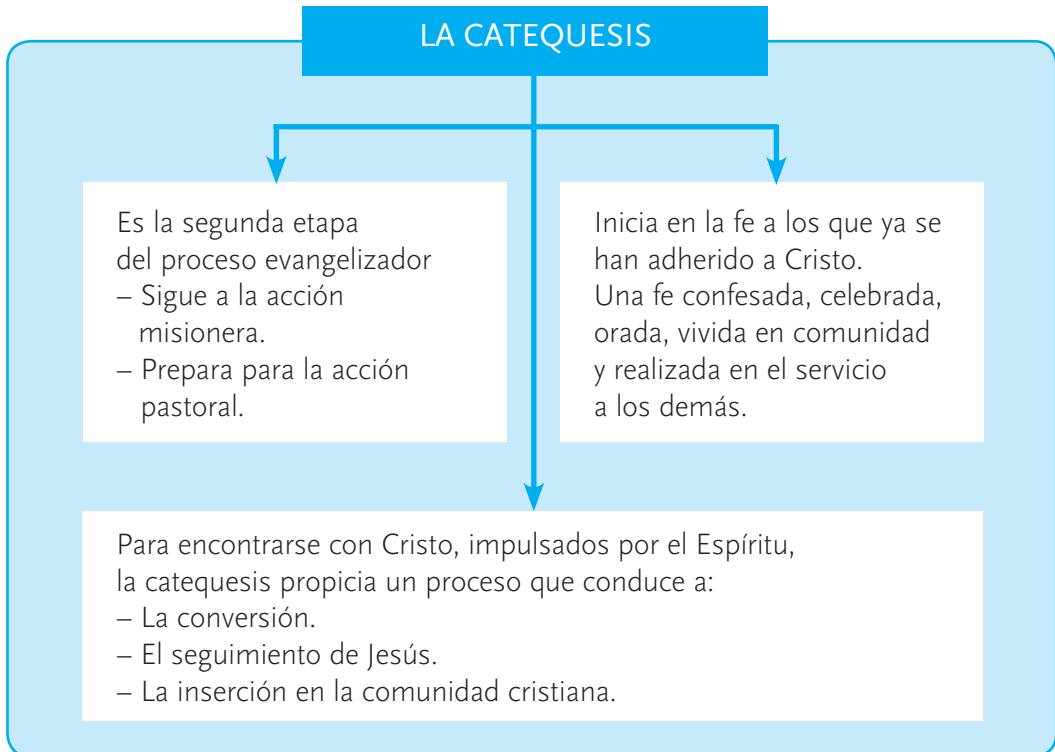 LA CATEQUESIS
Es la segunda etapa
del proceso evangelizador
– Sigue a la acción
misionera.
– Prepara para la acción
pastoral.
Inicia en la fe a los que ya se
han adherido a Cristo.
Una fe confesada, celebrada,
orada, vivida en comunidad
y realizada en el servicio
a los demás.
Para encontrarse con Cristo, impulsados por el Espíritu,
la catequesis propicia un proceso que conduce a:
– La conversión.
– El seguimiento de Jesús.
– La inserción en la comunidad cristiana.